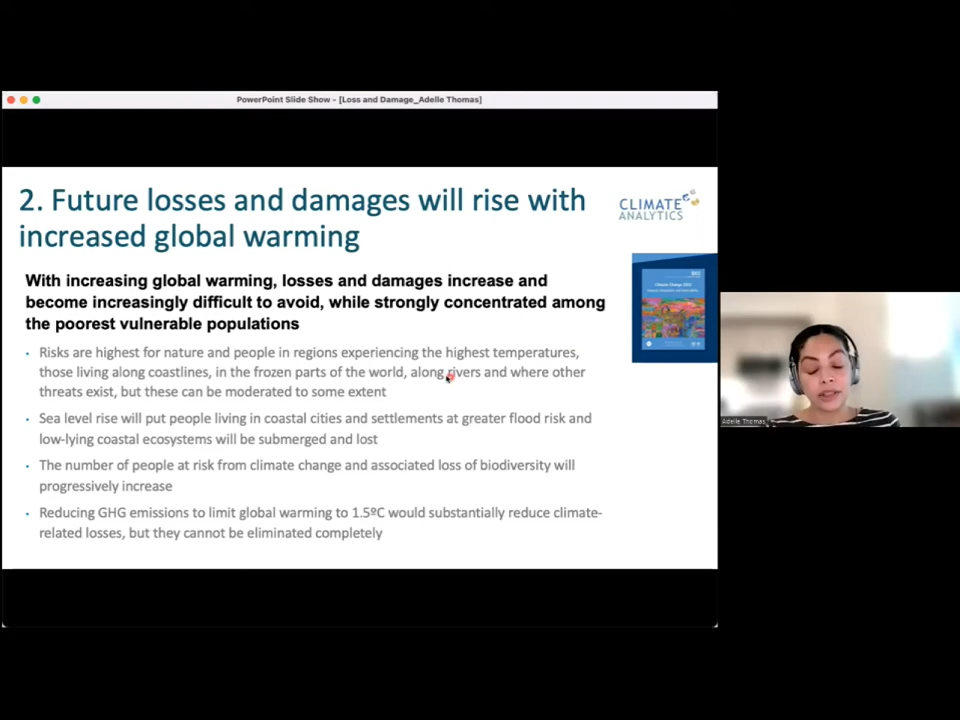 PowerPoint Slide Show - [Loss and Damage_Adelle Thomas]
2. Future losses and damages will rise with
increased global warming
CLIMATE
ANALYTICS
With increasing global warming, losses and damages increase and
become increasingly difficult to avoid, while strongly concentrated among
the poorest vulnerable populations
• Risks are highest for nature and people in regions experiencing the highest temperatures,
those living along coastlines, in the frozen parts of the world, along rivers and where other
threats exist, but these can be moderated to some extent
• Sea level rise will put people living in coastal cities and settlements at greater flood risk and
low-lying coastal ecosystems will be submerged and lost
• The number of people at risk from climate change and associated loss of biodiversity will
progressively increase
• Reducing GHG emissions to limit global warming to 1.5ºC would substantially reduce climate-
related losses, but they cannot be eliminated completely
Climate Change 2022
Adelle Thomas